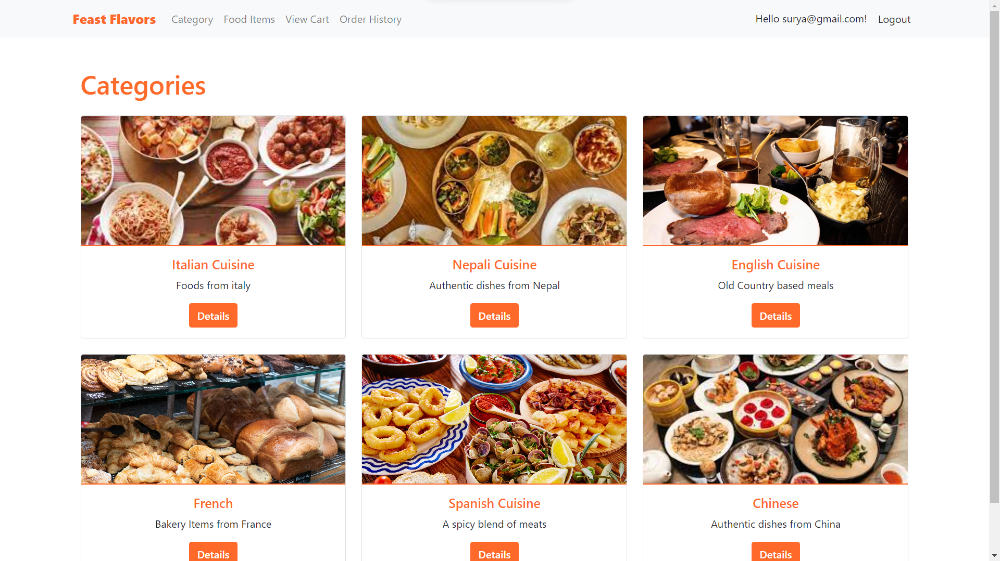 Feast Flavors Category Food Items View Cart Order History Hello surya@gmail.com! Logout
Categories
Italian Cuisine
Foods from italy
Details
Nepali Cuisine
Authentic dishes from Nepal
Details
English Cuisine
Old Country based meals
Details
French
Bakery Items from France
Details
Spanish Cuisine
A spicy blend of meats
Details
Chinese
Authentic dishes from China
Details